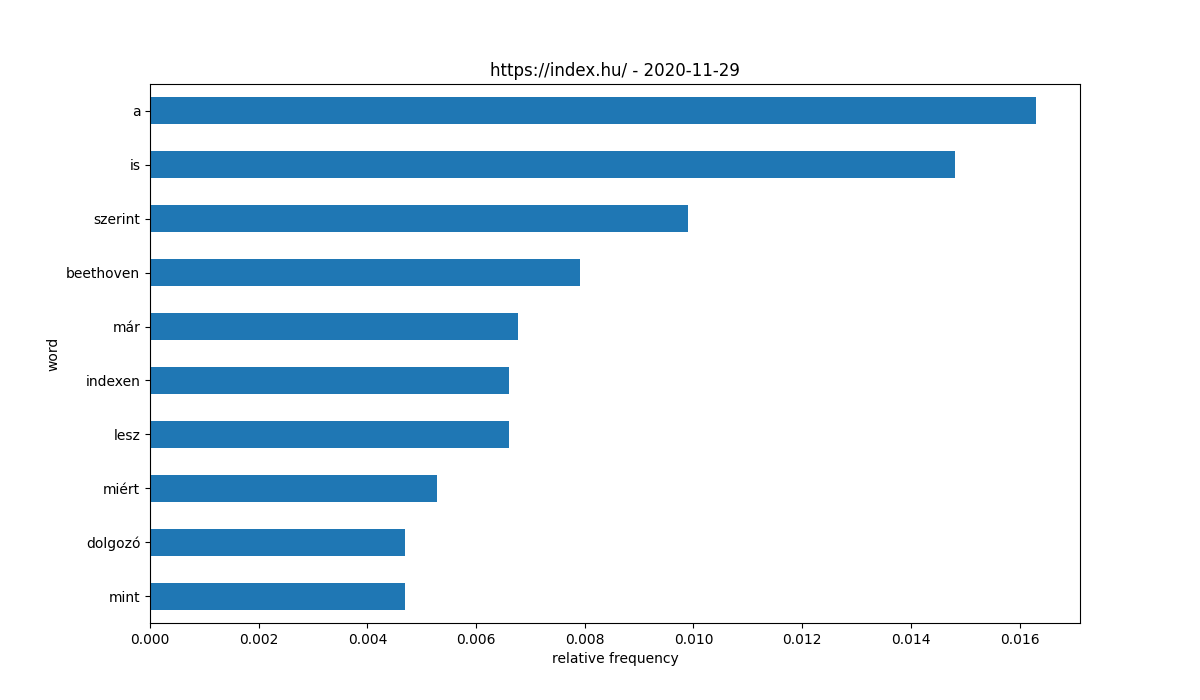 https://index.hu/ - 2020-11-29
a
is
szerint
beethoven
már
indexen
lesz
miért
dolgozó
mint
word
0.000 0.002 0.004 0.006 0.008 0.010 0.012 0.014 0.016
relative frequency